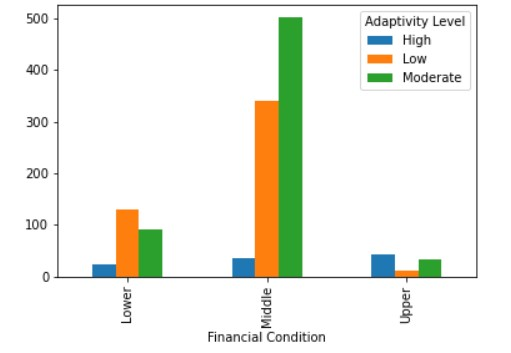 500
400
300
200
100
0
Adaptivity Level
High
Low
Moderate
Lower
Middle
Upper
Financial Condition